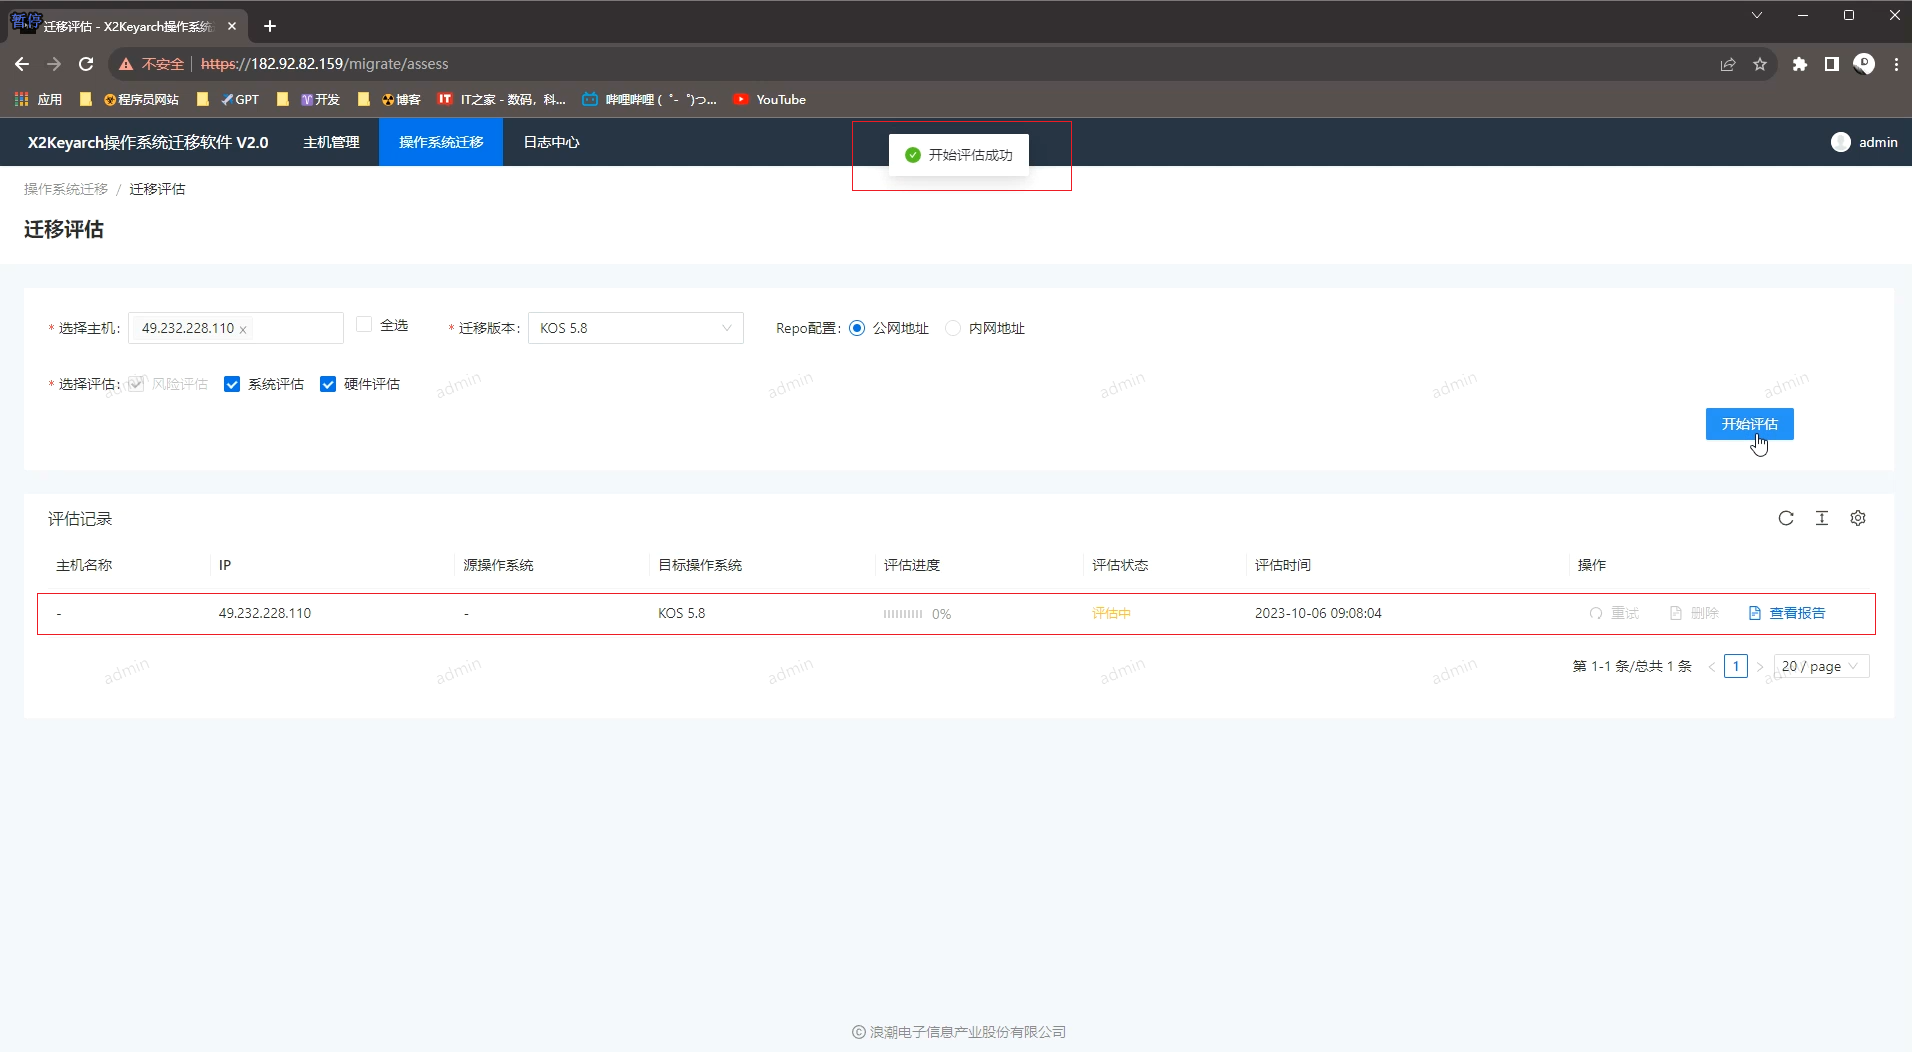 暂停
迁移评估 - X2Keyarch操作系统
不安全 https://182.92.82.159/migrate/assess
应用 程序员网站 GPT 开发 博客 IT IT之家 - 数码，科... 哔哩哔哩 ( ゜- ゜)つ... YouTube
X2Keyarch操作系统迁移软件 V2.0 主机管理 操作系统迁移 日志中心 开始评估成功 admin
操作系统迁移 / 迁移评估
迁移评估
* 选择主机: 49.232.228.110 × 全选 * 迁移版本: KOS 5.8 Repo配置: 公网地址 内网地址
* 选择评估: 风险评估 系统评估 硬件评估
admin admin admin admin admin admin
开始评估
评估记录
主机名称 IP 源操作系统 目标操作系统 评估进度 评估状态 评估时间 操作
- 49.232.228.110 - KOS 5.8 0% 评估中 2023-10-06 09:08:04 重试 删除 查看报告
第 1-1 条/总共 1 条 < 1 > 20 / page
admin admin admin admin admin admin
© 浪潮电子信息产业股份有限公司